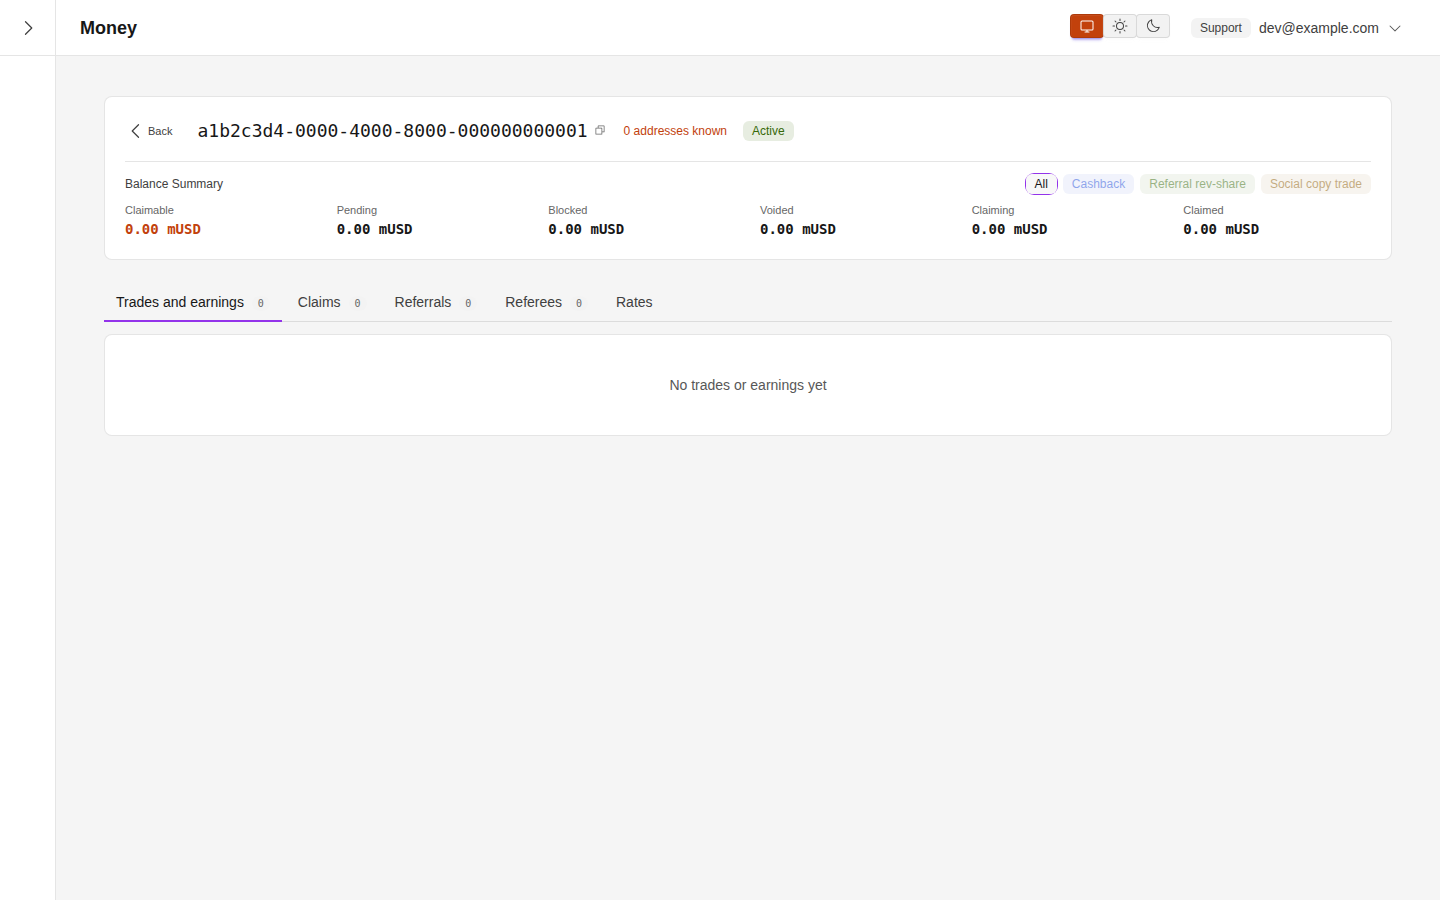 Money
Support dev@example.com
Back a1b2c3d4-0000-4000-8000-000000000001 0 addresses known Active
Balance Summary All Cashback Referral rev-share Social copy trade
Claimable Pending Blocked Voided Claiming Claimed
0.00 mUSD 0.00 mUSD 0.00 mUSD 0.00 mUSD 0.00 mUSD 0.00 mUSD
Trades and earnings 0 Claims 0 Referrals 0 Referees 0 Rates
No trades or earnings yet